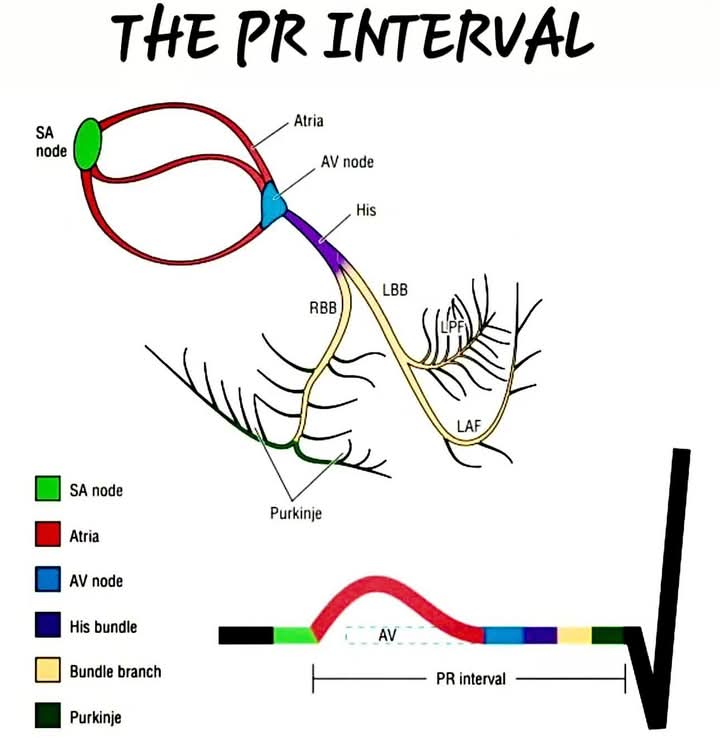 THE PR INTERVAL
SA
node
Atria
AV node
His
LBB
RBB
LPF
LAF
Purkinje
SA node
Atria
AV node
His bundle
Bundle branch
Purkinje
AV
PR interval